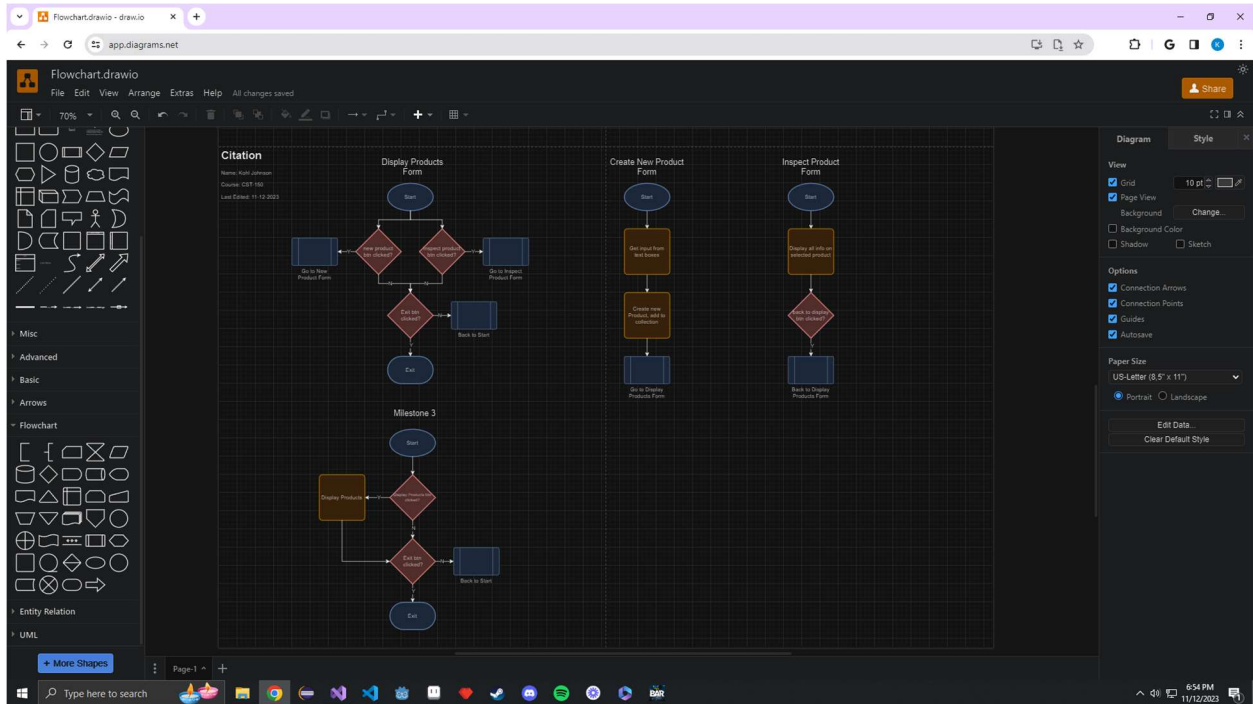 Flowchart.drawio - draw.io
app.diagrams.net
G
K
Flowchart.drawio
File Edit View Arrange Extras Help All changes saved
Share
70%
Misc
Advanced
Basic
Arrows
Flowchart
Entity Relation
UML
+ More Shapes
Citation
Name: Kohl Johnson
Course: CST-150
Last Edited: 11-12-2023
Display Products
Form
Start
new product
btn clicked?
Inspect product
btn clicked?
Y
Y
Go to New
Product Form
Go to Inspect
Product Form
N
N
Exit btn
clicked?
N
Back to Start
Y
Exit
Create New Product
Form
Start
Get input from
text boxes
Create new
Product, add to
collection
Go to Display
Products Form
Inspect Product
Form
Start
Display all info on
selected product
Back to display
btn clicked?
Y
Back to Display
Products Form
Milestone 3
Start
Display Products btn
clicked?
Y
Display Products
N
Exit btn
clicked?
N
Back to Start
Y
Exit
Page-1
Diagram
Style
View
Grid
10 pt
Page View
Background
Change...
Background Color
Shadow
Sketch
Options
Connection Arrows
Connection Points
Guides
Autosave
Paper Size
US-Letter (8,5" x 11")
Portrait
Landscape
Edit Data...
Clear Default Style
Type here to search
BAR
6:54 PM
11/12/2023